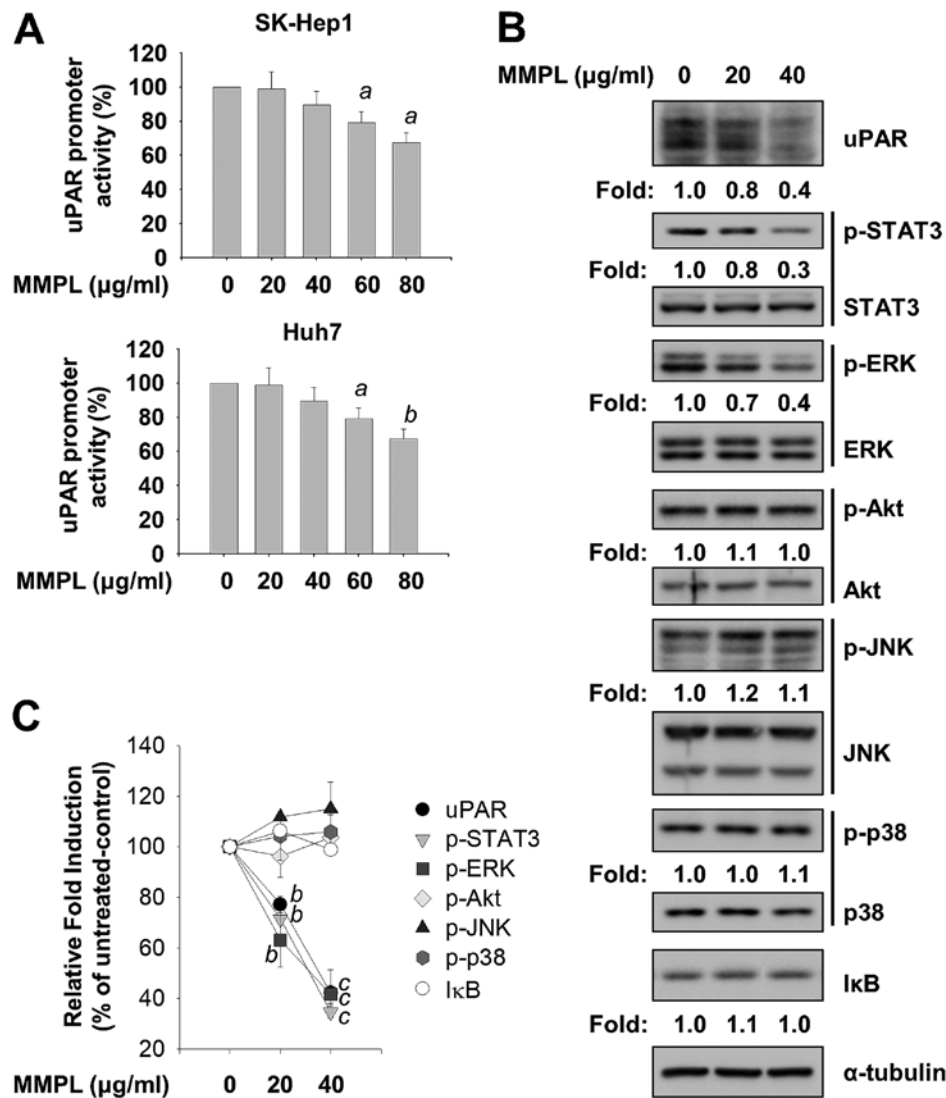 A
SK-Hep1
uPAR promoter
activity (%)
120
100
80
60
40
20
0
a
a
MMPL (µg/ml) 0 20 40 60 80
Huh7
uPAR promoter
activity (%)
120
100
80
60
40
20
0
a
b
MMPL (µg/ml) 0 20 40 60 80
B
MMPL (µg/ml) 0 20 40
uPAR
Fold: 1.0 0.8 0.4
p-STAT3
Fold: 1.0 0.8 0.3
STAT3
p-ERK
Fold: 1.0 0.7 0.4
ERK
p-Akt
Fold: 1.0 1.1 1.0
Akt
p-JNK
Fold: 1.0 1.2 1.1
JNK
p-p38
Fold: 1.0 1.0 1.1
p38
IκB
Fold: 1.0 1.1 1.0
α-tubulin
C
Relative Fold Induction
(% of untreated-control)
140
120
100
80
60
40
20
b
b
b
c
c
c
MMPL (µg/ml) 0 20 40
uPAR
p-STAT3
p-ERK
p-Akt
p-JNK
p-p38
IκB